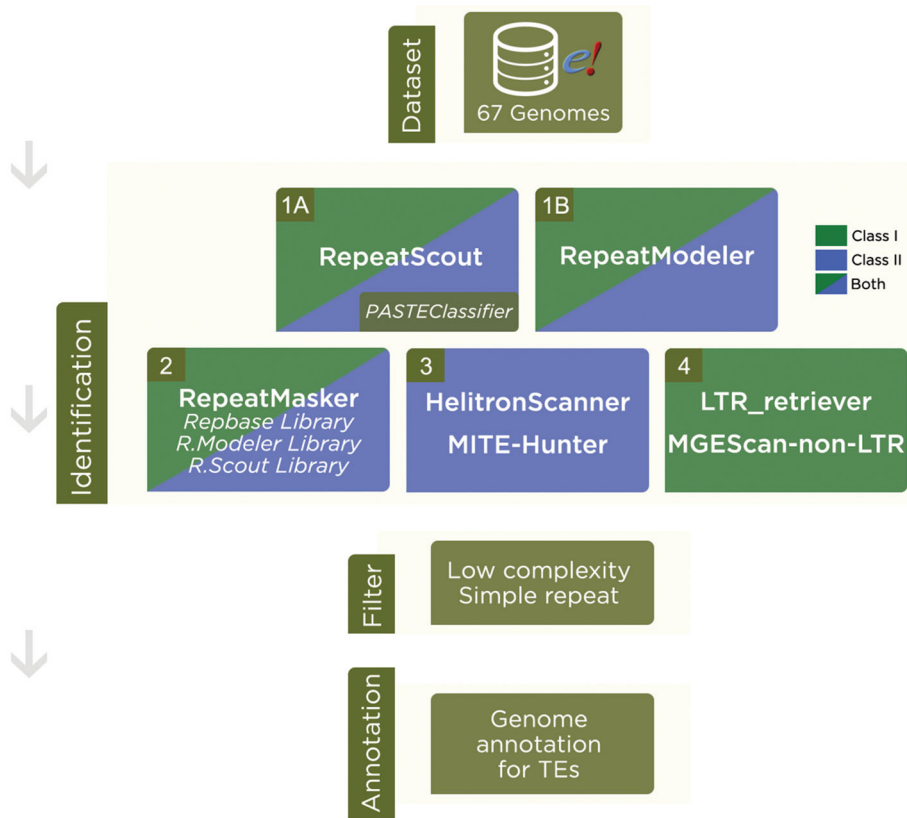 Dataset
e!
67 Genomes
Identification
1A
RepeatScout
PASTEClassifier
1B
RepeatModeler
Class I
Class II
Both
2
RepeatMasker
Repbase Library
R.Modeler Library
R.Scout Library
3
HelitronScanner
MITE-Hunter
4
LTR_retriever
MGEScan-non-LTR
Filter
Low complexity
Simple repeat
Annotation
Genome
annotation
for TEs